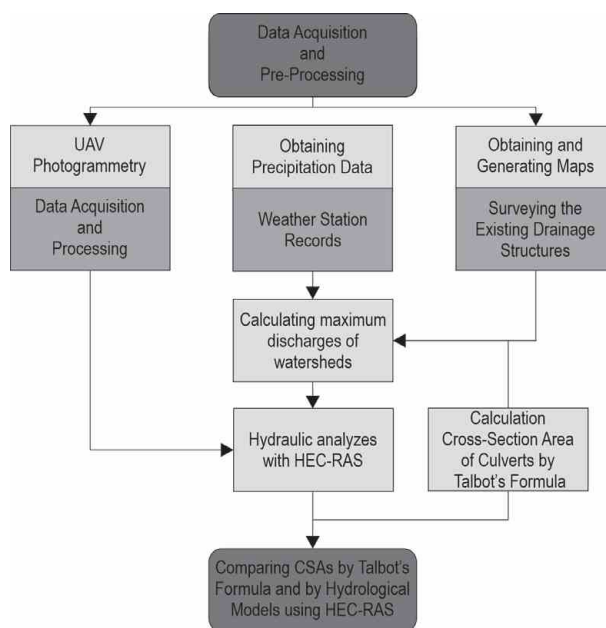 Data Acquisition
and
Pre-Processing
UAV
Photogrammetry
Data Acquisition
and
Processing
Obtaining
Precipitation Data
Weather Station
Records
Obtaining and
Generating Maps
Surveying the
Existing Drainage
Structures
Calculating maximum
discharges of
watersheds
Hydraulic analyzes
with HEC-RAS
Calculation
Cross-Section Area
of Culverts by
Talbot's Formula
Comparing CSAs by Talbot's
Formula and by Hydrological
Models using HEC-RAS